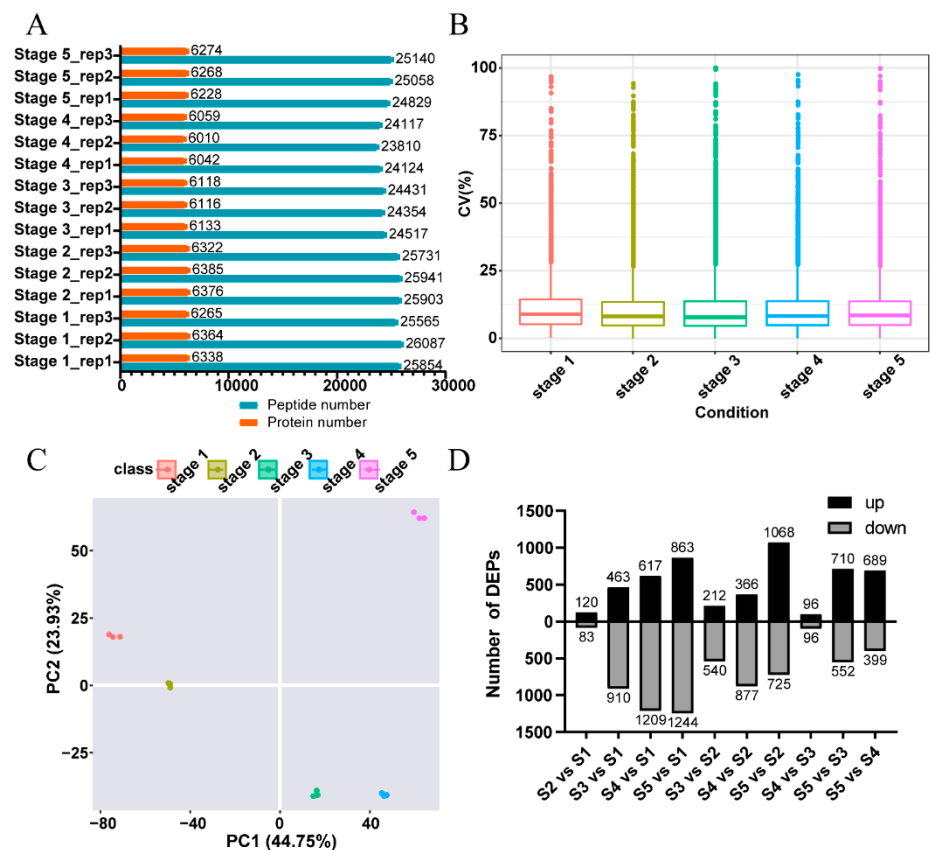 A
Stage 5_rep3 6274 25140
Stage 5_rep2 6268 25058
Stage 5_rep1 6228 24829
Stage 4_rep3 6059 24117
Stage 4_rep2 6010 23810
Stage 4_rep1 6042 24124
Stage 3_rep3 6118 24431
Stage 3_rep2 6116 24354
Stage 3_rep1 6133 24517
Stage 2_rep3 6322 25731
Stage 2_rep2 6385 25941
Stage 2_rep1 6376 25903
Stage 1_rep3 6265 25565
Stage 1_rep2 6364 26087
Stage 1_rep1 6338 25854
0 10000 20000 30000
Peptide number
Protein number
B
CV(%)
100
75
50
25
0
stage 1 stage 2 stage 3 stage 4 stage 5
Condition
C
class stage 1 stage 2 stage 3 stage 4 stage 5
PC2 (23.93%)
50
25
0
−25
−80 −40 0 40
PC1 (44.75%)
D
up
down
Number of DEPs
1500
1000
500
0
500
1000
1500
120 463 617 863 212 366 1068 96 710 689
83 910 1209 1244 540 877 725 96 552 399
S2 vs S1 S3 vs S1 S4 vs S1 S5 vs S1 S3 vs S2 S4 vs S2 S5 vs S2 S4 vs S3 S5 vs S3 S5 vs S4